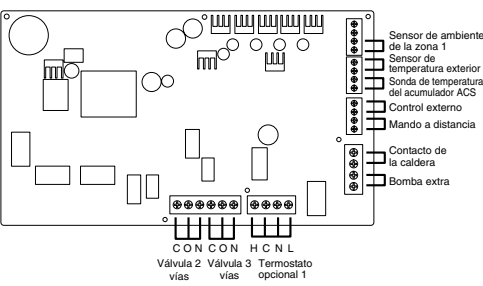 Sensor de ambiente
de la zona 1
Sensor de
temperatura exterior
Sonda de temperatura
del acumulador ACS
Control externo
Mando a distancia
Contacto de
la caldera
Bomba extra
C O N C O N H C N L
Válvula 2
vías
Válvula 3
vías
Termostato
opcional 1